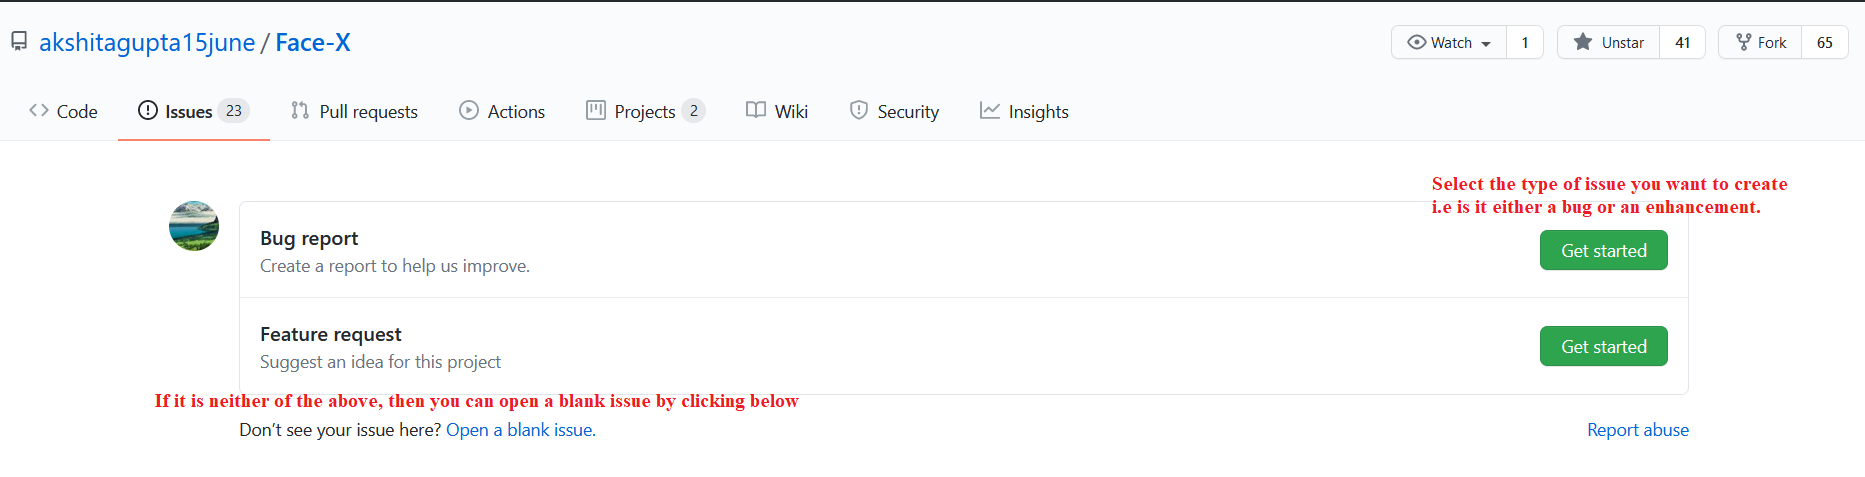 akshitagupta15june / Face-X
Watch 1 Unstar 41 Fork 65
Code Issues 23 Pull requests Actions Projects 2 Wiki Security Insights
Select the type of issue you want to create
i.e is it either a bug or an enhancement.
Bug report
Create a report to help us improve.
Get started
Feature request
Suggest an idea for this project
Get started
If it is neither of the above, then you can open a blank issue by clicking below
Don’t see your issue here? Open a blank issue.
Report abuse